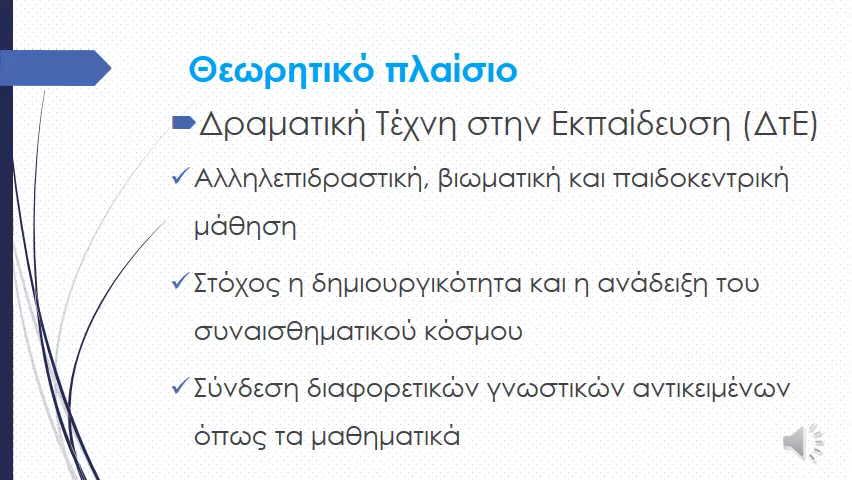 Θεωρητικό πλαίσιο
Δραματική Τέχνη στην Εκπαίδευση (ΔτΕ)
Αλληλεπιδραστική, βιωματική και παιδοκεντρική
μάθηση
Στόχος η δημιουργικότητα και η ανάδειξη του
συναισθηματικού κόσμου
Σύνδεση διαφορετικών γνωστικών αντικειμένων
όπως τα μαθηματικά